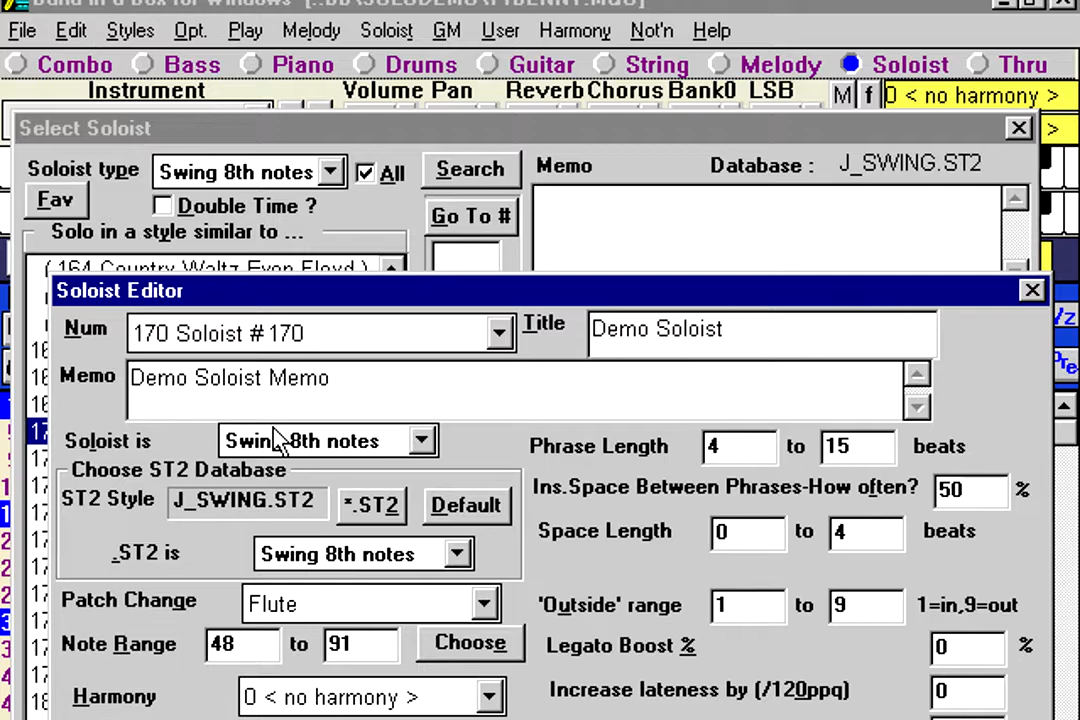 Band in a Box for Windows
File Edit Styles Opt. Play Melody Soloist GM User Harmony Not'n Help
Combo Bass Piano Drums Guitar String Melody Soloist Thru
Instrument Volume Pan Reverb Chorus Bank0 LSB M f 0 < no harmony >
Select Soloist >
Soloist type Swing 8th notes All Search Memo Database : J_SWING.ST2
Fav Double Time ? Go To #
Solo in a style similar to ...
( 164 Country Waltz Even Floyd )
Soloist Editor
Num 170 Soloist # 170 Title Demo Soloist
Memo Demo Soloist Memo
Soloist is Swing 8th notes Phrase Length 4 to 15 beats
Choose ST2 Database
ST2 Style J_SWING.ST2 *.ST2 Default Ins.Space Between Phrases-How often? 50 %
Space Length 0 to 4 beats
.ST2 is Swing 8th notes
Patch Change Flute 'Outside' range 1 to 9 1=in,9=out
Note Range 48 to 91 Choose Legato Boost % 0 %
Harmony 0 < no harmony > Increase lateness by (/120ppq) 0